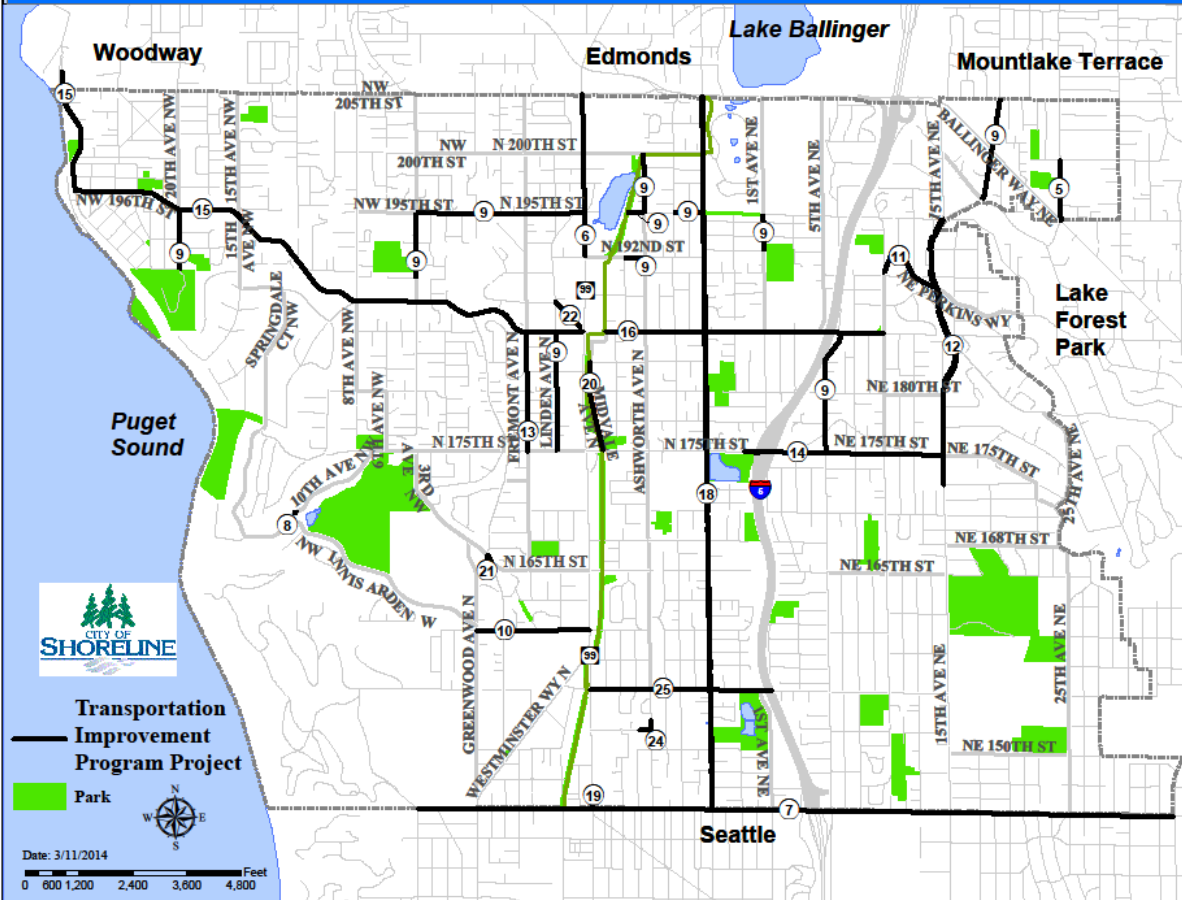 Lake Ballinger
Woodway
Edmonds
Mountlake Terrace
15
NW
205TH ST
20TH AVE NW
15TH AVE NW
1ST AVE NE
5TH AVE NE
15TH AVE NE
BALLINGER WAY NE
9
5
NW
200TH ST
N 200TH ST
9
NW 196TH ST
15
NW 195TH ST
9
N 195TH ST
9
9
15TH
AVE NW
6
N 192ND ST
9
9
9
9
11
NE PERKINS WY
99
22
Lake
Forest
Park
SPRINGDALE
CT NW
16
12
8TH AVE NW
6TH AVE NW
FREMONT AVE N
LINDEN AVE N
9
20
MIDVALE
AVE N
ASHWORTH AVE N
9
NE 180TH ST
Puget
Sound
13
N 175TH ST
N 175TH ST
14
NE 175TH ST
NE 175TH ST
10TH AVE NW
3RD
AVE
NW
18
5
25TH AVE NE
8
NW INNIS ARDEN W
21
N 165TH ST
NE 165TH ST
NE 168TH ST
CITY OF
SHORELINE
GREENWOOD AVE N
10
99
WESTMINSTER WY N
25
24
1ST AVE NE
15TH AVE NE
25TH AVE NE
NE 150TH ST
Transportation
Improvement
Program Project
Park
N
W
E
S
19
7
Seattle
Date: 3/11/2014
Feet
0 600 1,200 2,400 3,600 4,800